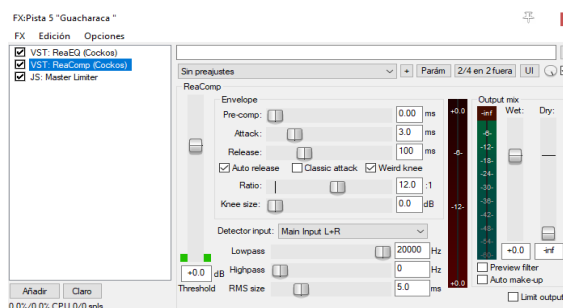 FX:Pista 5 "Guacharaca "
FX Edición Opciones
VST: ReaEQ (Cockos)
VST: ReaComp (Cockos)
JS: Master Limiter
Añadir Claro
0.0%/0.0% CPU 0/0 spls
Sin preajustes + Parám 2/4 en 2 fuera UI
ReaComp
Envelope
Pre-comp: 0.00 ms
Attack: 3.0 ms
Release: 100 ms
Auto release Classic attack Weird knee
Ratio: 12.0 :1
Knee size: 0.0 dB
Detector input: Main Input L+R
Lowpass 20000 Hz
Highpass 0 Hz
RMS size 5.0 ms
+0.0 dB
Threshold
+0.0
-6-
-12-
+0.0
Output mix
-inf Wet: Dry:
-6-
-12-
-18-
-24-
-30-
-36-
-42-
-48-
-54-
+0.0 -inf
Preview filter
Auto make-up
Limit output